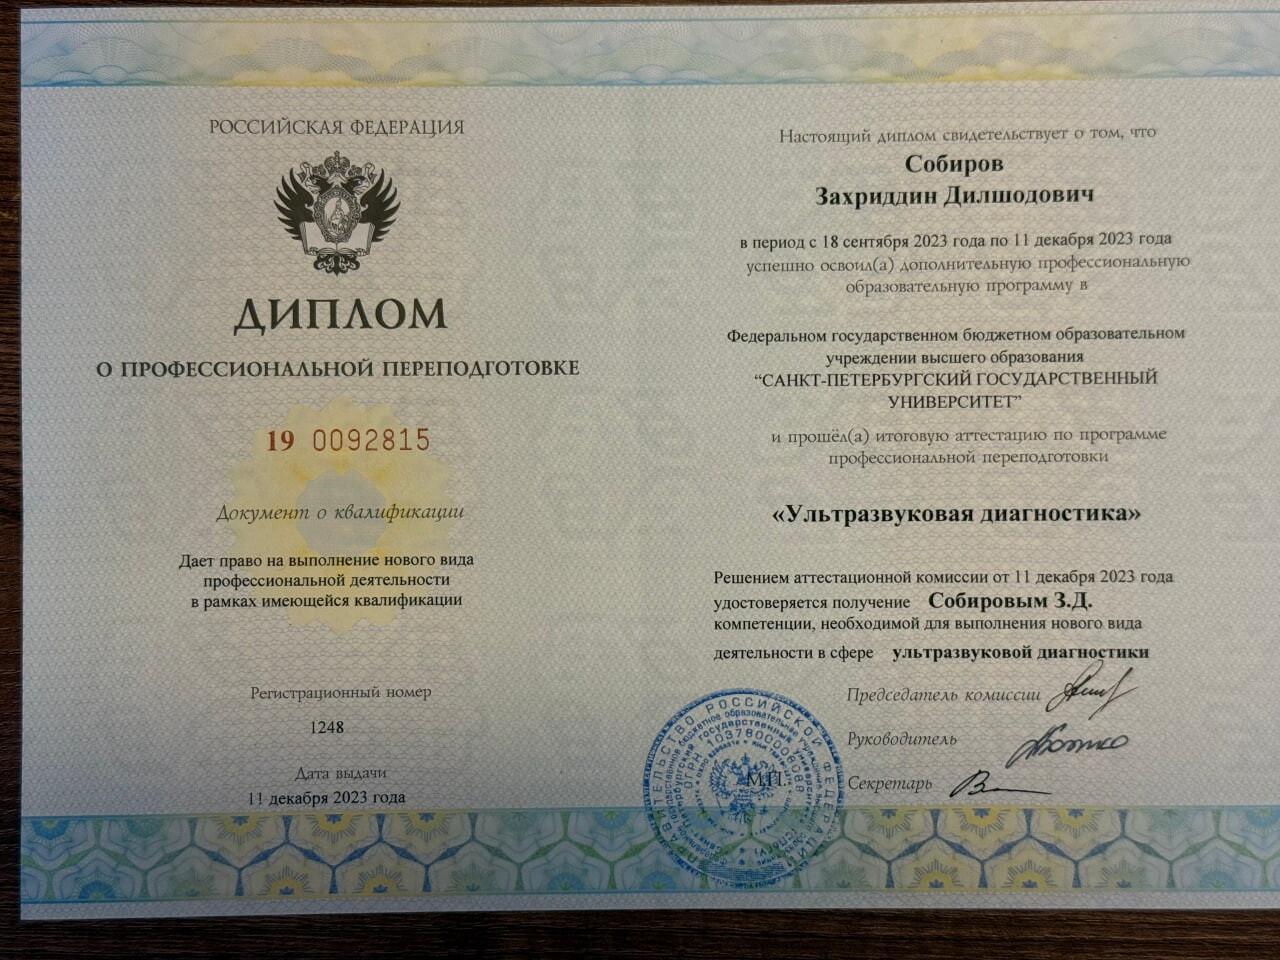 РОССИЙСКАЯ ФЕДЕРАЦИЯ
ДИПЛОМ
О ПРОФЕССИОНАЛЬНОЙ ПЕРЕПОДГОТОВКЕ
19 0092815
Документ о квалификации
Дает право на выполнение нового вида
профессиональной деятельности
в рамках имеющейся квалификации
Регистрационный номер
1248
Дата выдачи
11 декабря 2023 года
Настоящий диплом свидетельствует о том, что
Собиров
Захриддин Дилшодович
в период с 18 сентября 2023 года по 11 декабря 2023 года
успешно освоил(а) дополнительную профессиональную
образовательную программу в
Федеральном государственном бюджетном образовательном
учреждении высшего образования
“САНКТ-ПЕТЕРБУРГСКИЙ ГОСУДАРСТВЕННЫЙ
УНИВЕРСИТЕТ”
и прошёл(а) итоговую аттестацию по программе
профессиональной переподготовки
«Ультразвуковая диагностика»
Решением аттестационной комиссии от 11 декабря 2023 года
удостоверяется получение Собировым З.Д.
компетенции, необходимой для выполнения нового вида
деятельности в сфере ультразвуковой диагностики
Председатель комиссии
Руководитель
М.П.
Секретарь
ПРАВИТЕЛЬСТВО РОССИЙСКОЙ ФЕДЕРАЦИИ